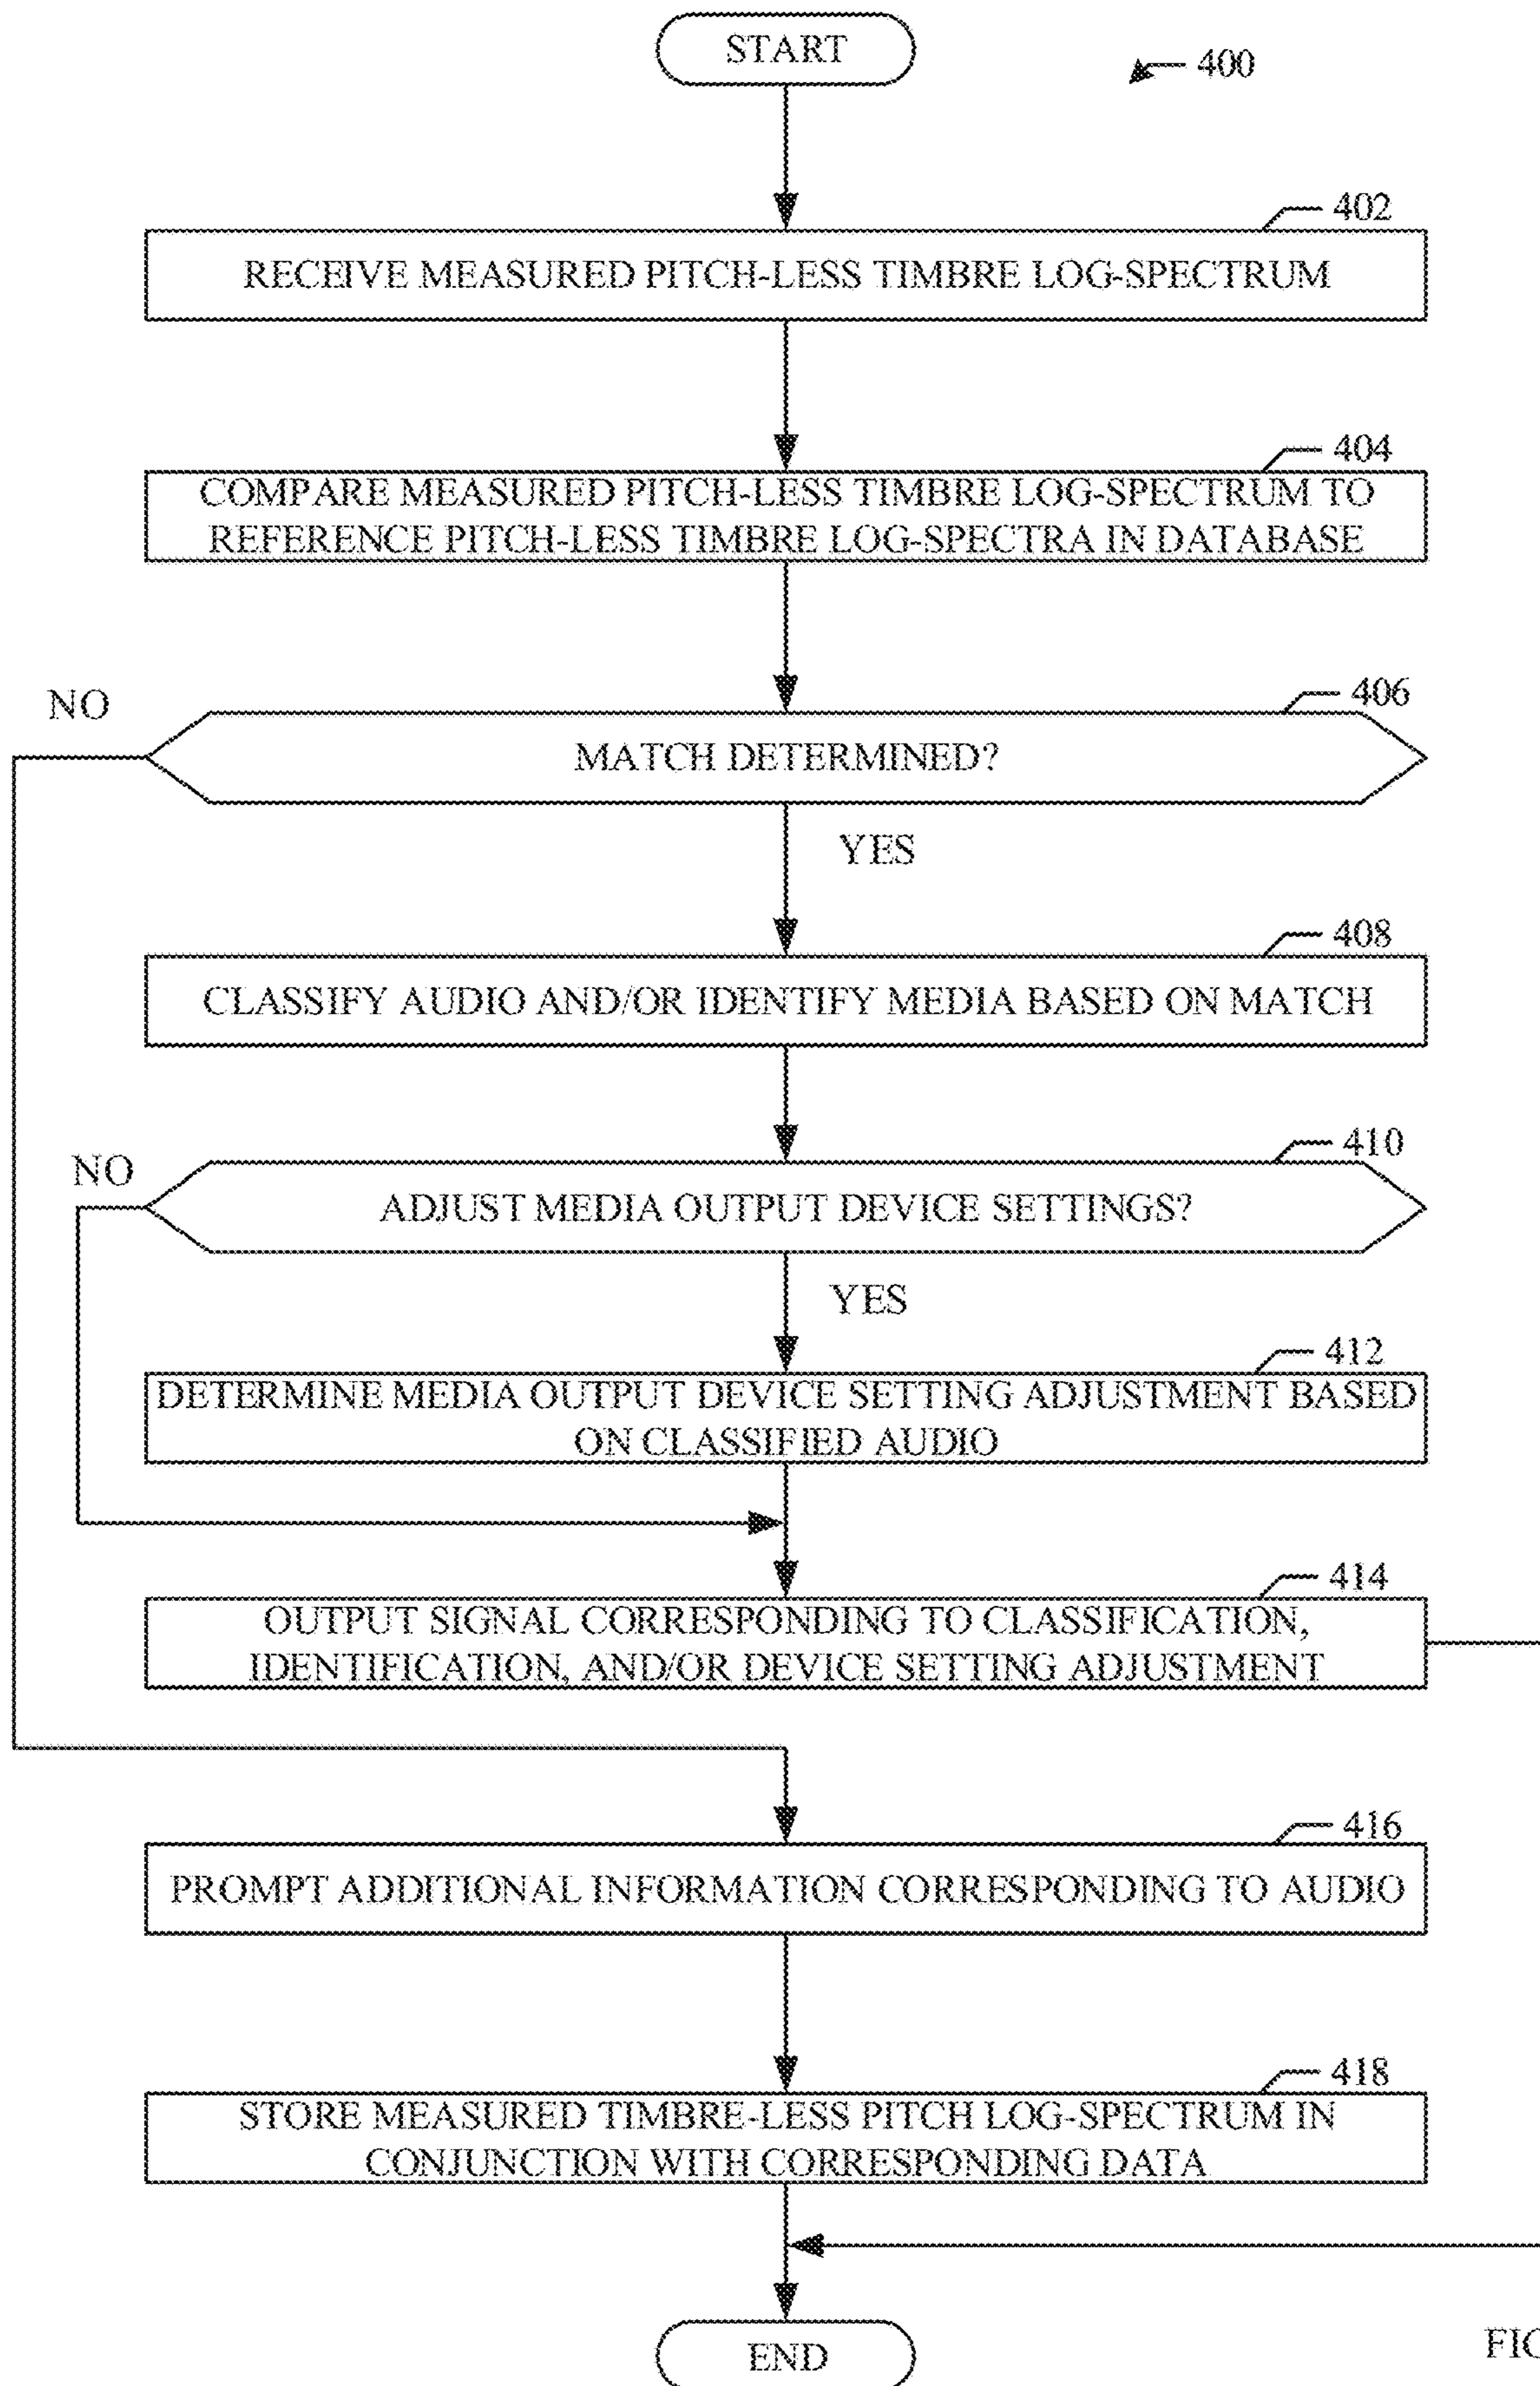 START
400
402
RECEIVE MEASURED PITCH-LESS TIMBRE LOG-SPECTRUM
404
COMPARE MEASURED PITCH-LESS TIMBRE LOG-SPECTRUM TO
REFERENCE PITCH-LESS TIMBRE LOG-SPECTRA IN DATABASE
406
NO
MATCH DETERMINED?
YES
408
CLASSIFY AUDIO AND/OR IDENTIFY MEDIA BASED ON MATCH
410
NO
ADJUST MEDIA OUTPUT DEVICE SETTINGS?
YES
412
DETERMINE MEDIA OUTPUT DEVICE SETTING ADJUSTMENT BASED
ON CLASSIFIED AUDIO
414
OUTPUT SIGNAL CORRESPONDING TO CLASSIFICATION,
IDENTIFICATION, AND/OR DEVICE SETTING ADJUSTMENT
416
PROMPT ADDITIONAL INFORMATION CORRESPONDING TO AUDIO
418
STORE MEASURED TIMBRE-LESS PITCH LOG-SPECTRUM IN
CONJUNCTION WITH CORRESPONDING DATA
END